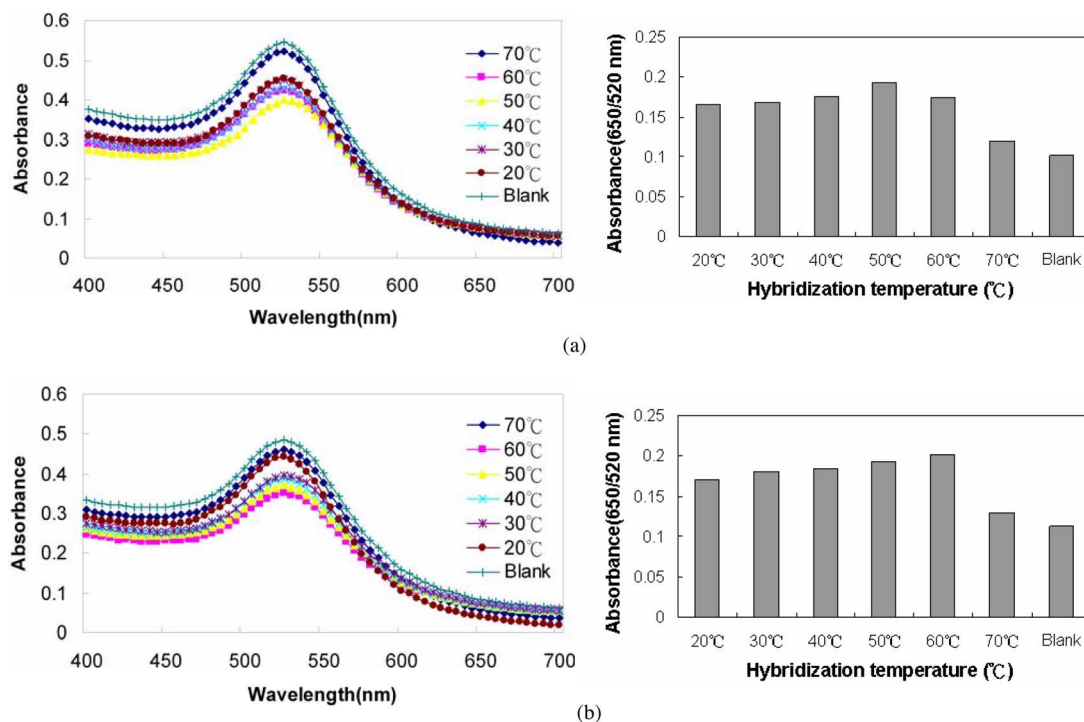 0.6
0.5
0.4
0.3
0.2
0.1
0
Absorbance
400 450 500 550 600 650 700
Wavelength(nm)
70℃
60℃
50℃
40℃
30℃
20℃
Blank
0.25
0.2
0.15
0.1
0.05
0
Absorbance(650/520 nm)
20℃ 30℃ 40℃ 50℃ 60℃ 70℃ Blank
Hybridization temperature (℃)
(a)
0.6
0.5
0.4
0.3
0.2
0.1
0
Absorbance
400 450 500 550 600 650 700
Wavelength(nm)
70℃
60℃
50℃
40℃
30℃
20℃
Blank
0.25
0.2
0.15
0.1
0.05
0
Absorbance(650/520 nm)
20℃ 30℃ 40℃ 50℃ 60℃ 70℃ Blank
Hybridization temperature (℃)
(b)